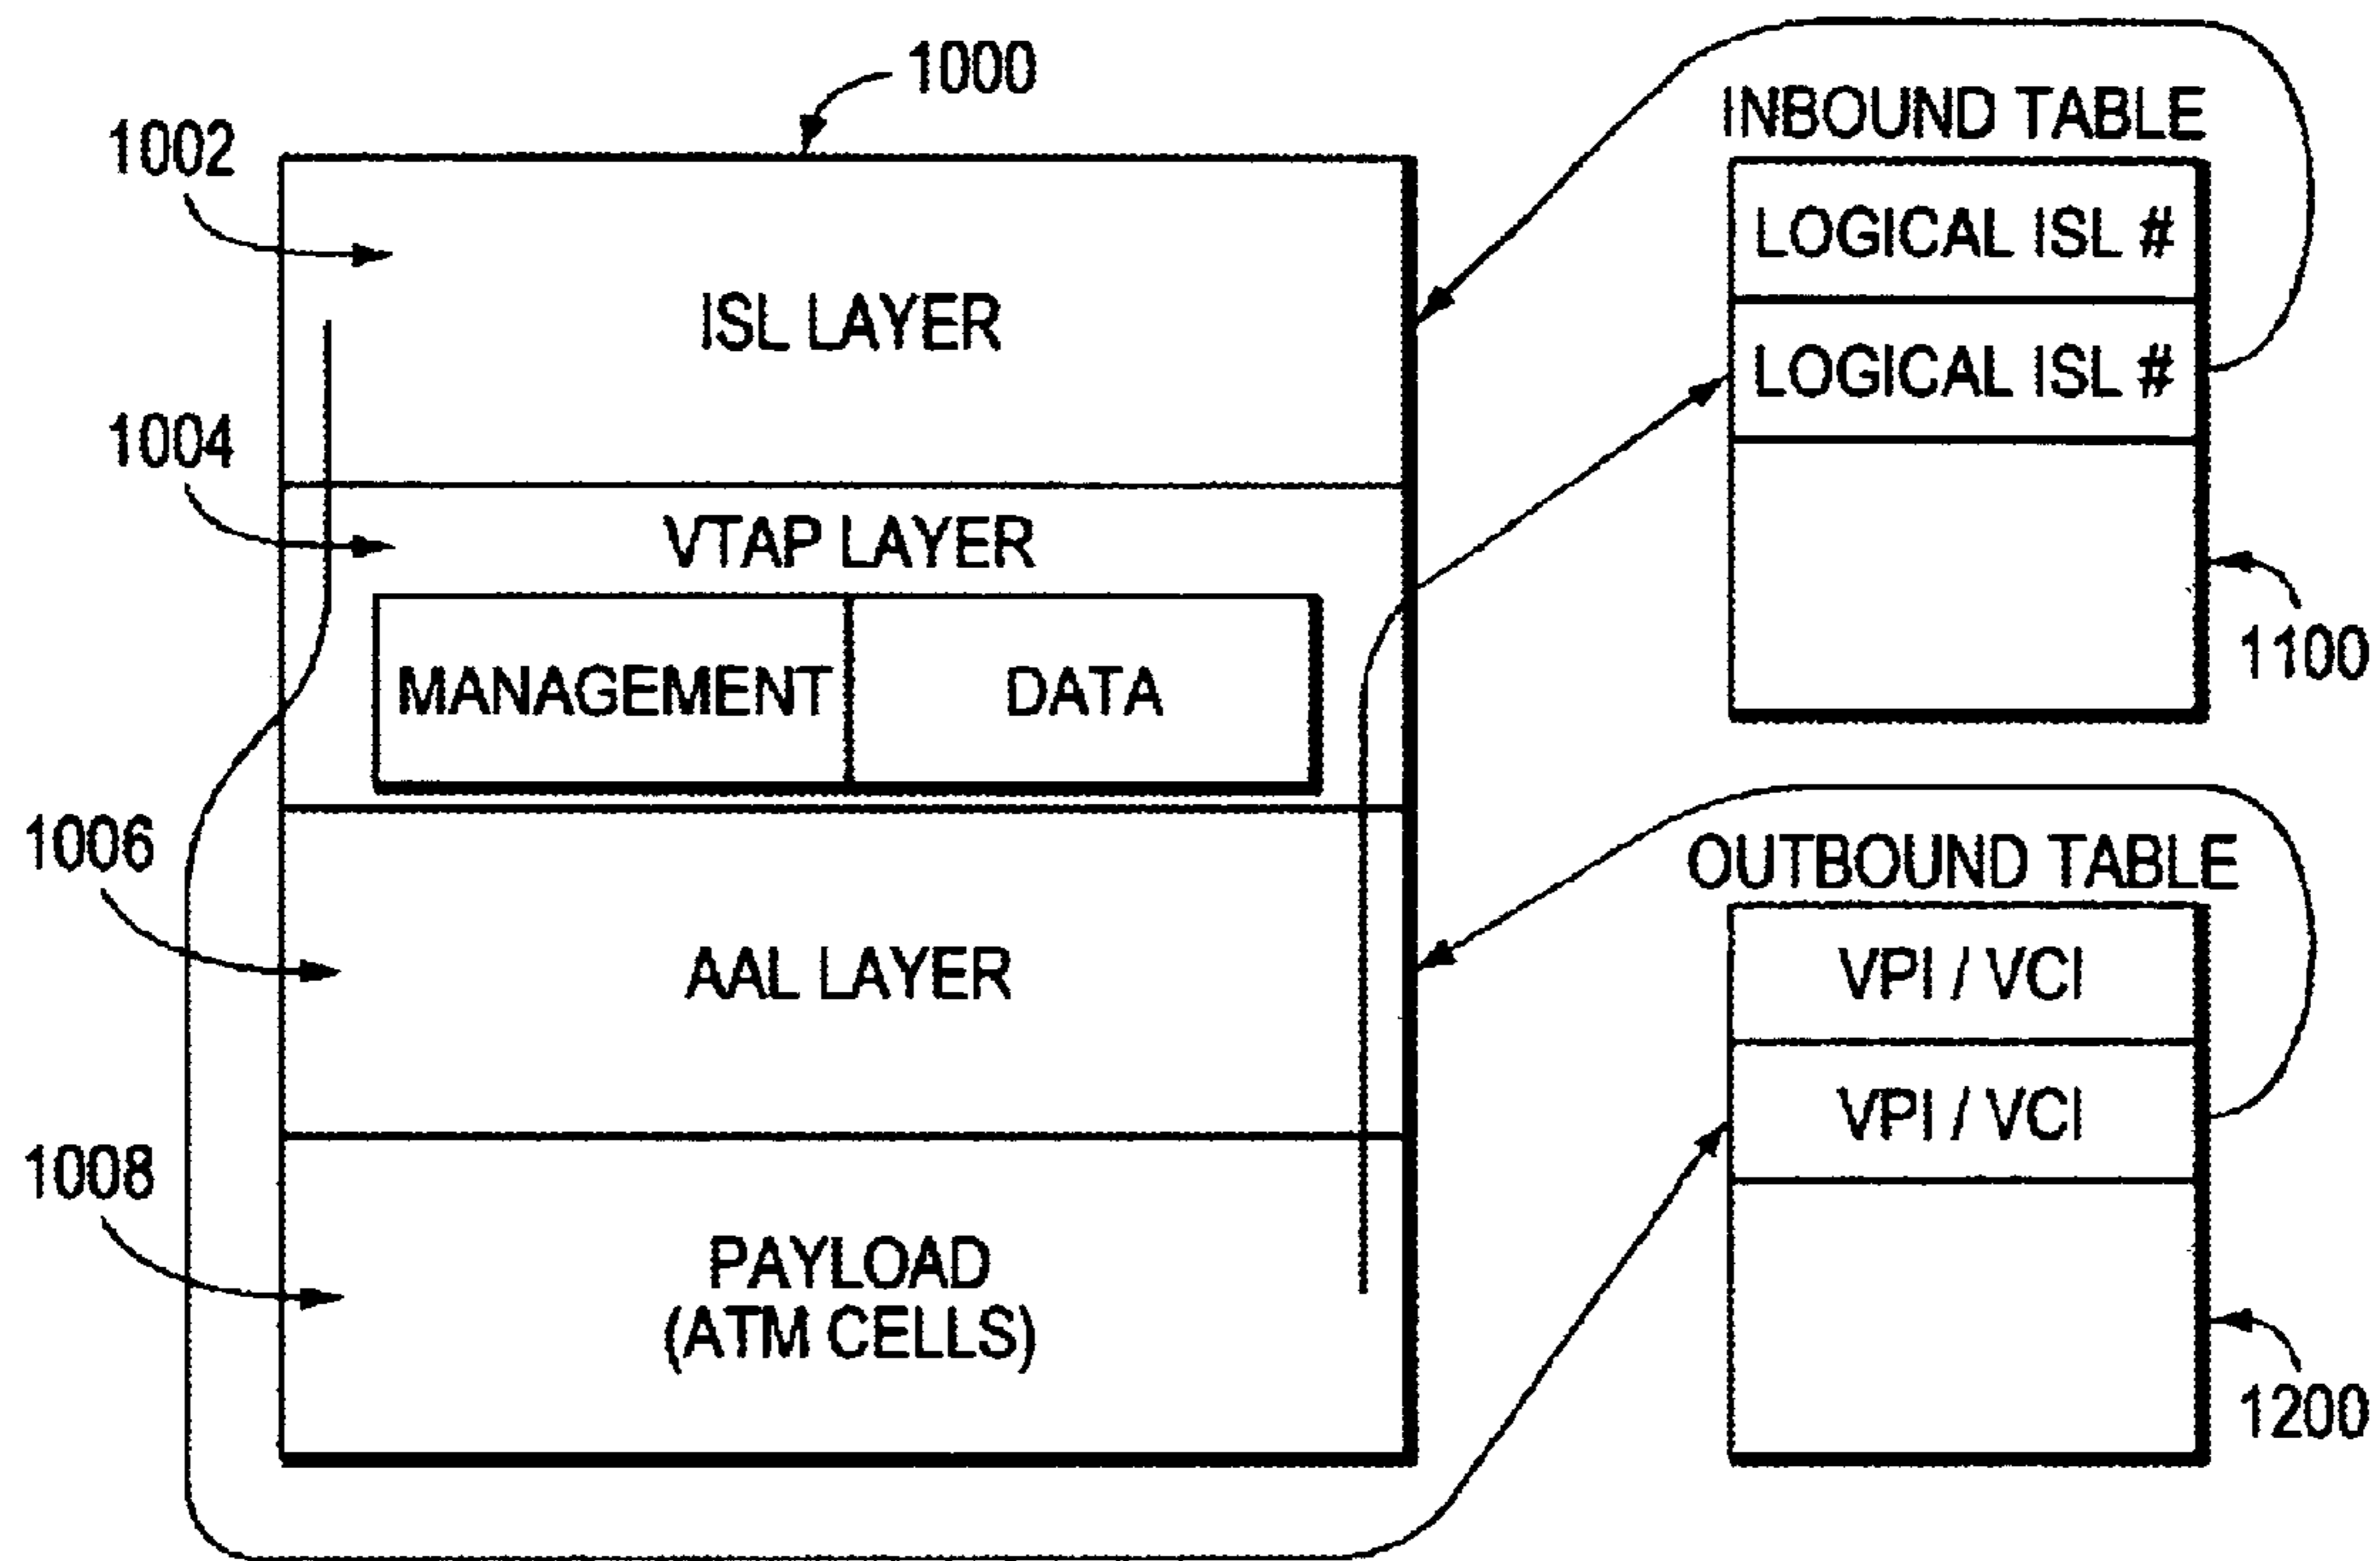 1000
1002
ISL LAYER
1004
VTAP LAYER
MANAGEMENT
DATA
1006
AAL LAYER
1008
PAYLOAD
(ATM CELLS)
INBOUND TABLE
LOGICAL ISL #
LOGICAL ISL #
1100
OUTBOUND TABLE
VPI / VCI
VPI / VCI
1200